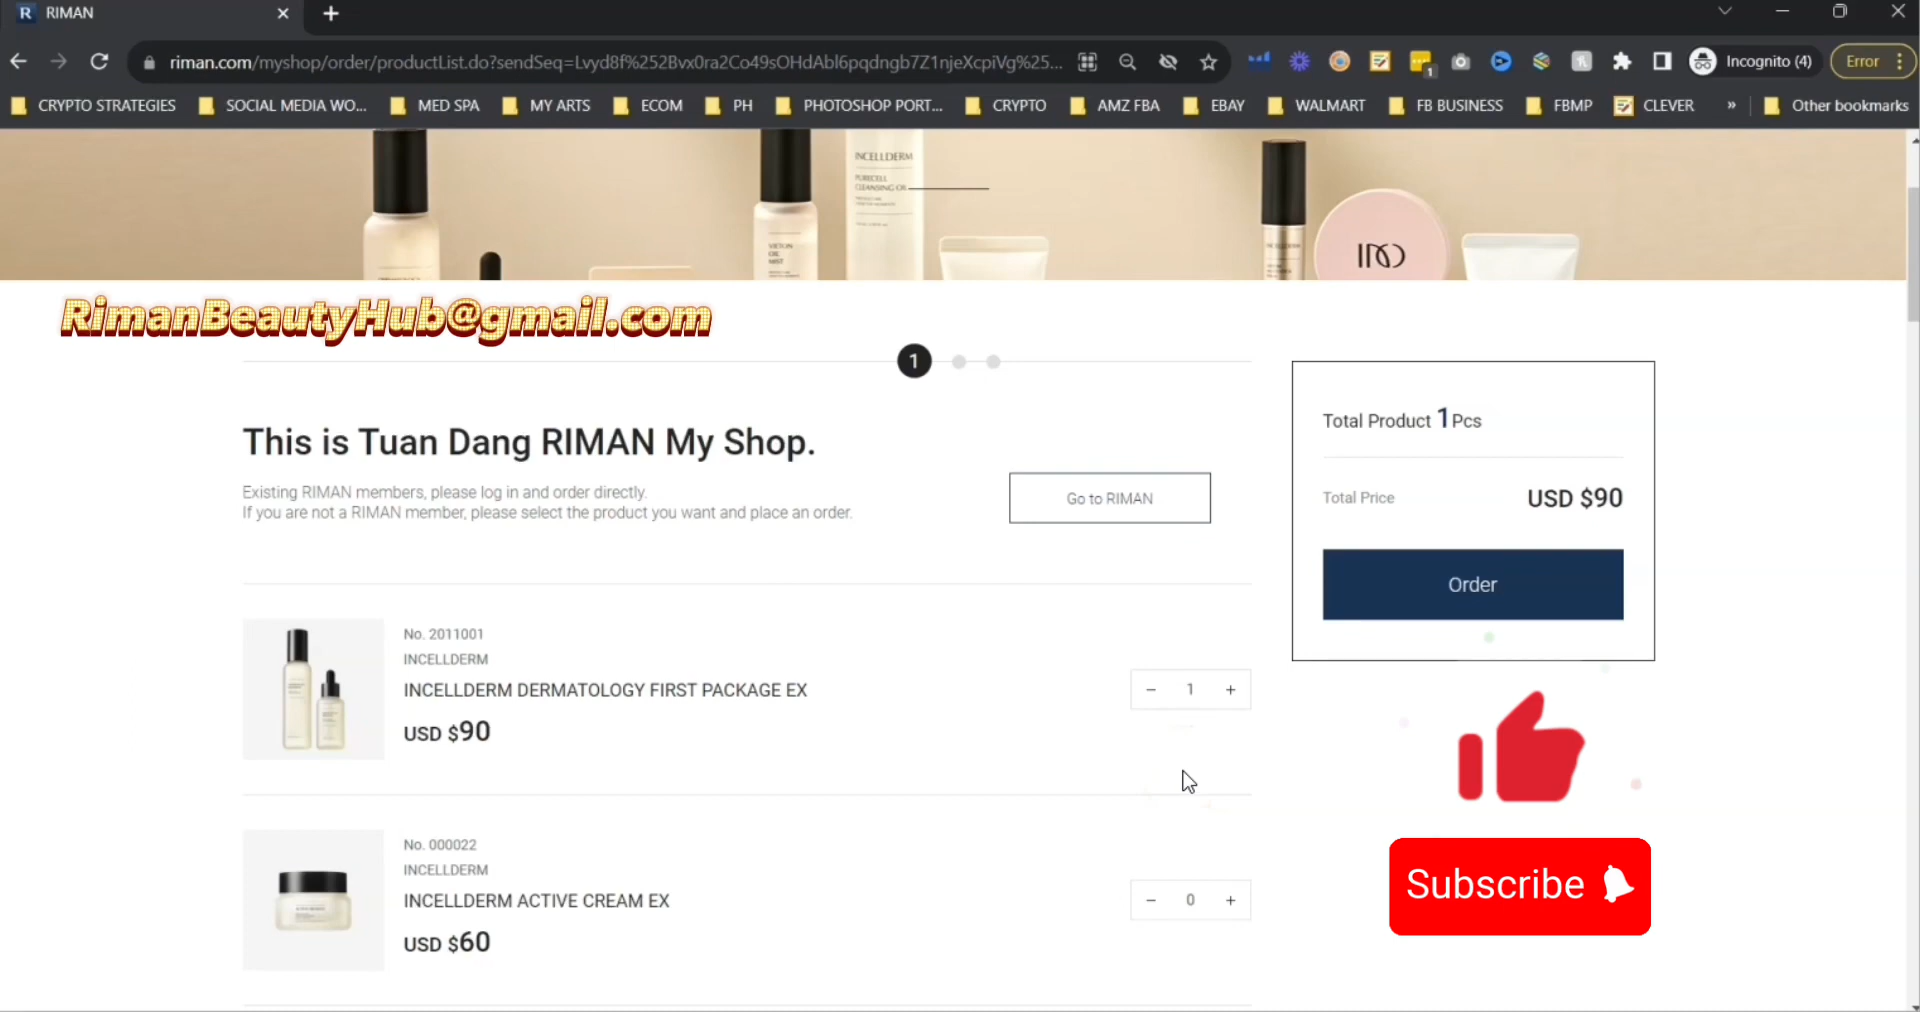 RIMAN
riman.com/myshop/order/productList.do?sendSeq=Lvyd8f%252Bvx0ra2Co49sOHdAbl6pqdngb7Z1njeXcpiVg%25...
1
Incognito (4)
Error
CRYPTO STRATEGIES
SOCIAL MEDIA WO...
MED SPA
MY ARTS
ECOM
PH
PHOTOSHOP PORT...
CRYPTO
AMZ FBA
EBAY
WALMART
FB BUSINESS
FBMP
CLEVER
»
Other bookmarks
INCELLDERM
PURECELL
CLEANSING OIL
RimanBeautyHub@gmail.com
1
This is Tuan Dang RIMAN My Shop.
Existing RIMAN members, please log in and order directly.
If you are not a RIMAN member, please select the product you want and place an order.
Go to RIMAN
Total Product 1Pcs
Total Price USD $90
Order
No. 2011001
INCELLDERM
INCELLDERM DERMATOLOGY FIRST PACKAGE EX
USD $90
− 1 +
No. 000022
INCELLDERM
INCELLDERM ACTIVE CREAM EX
USD $60
− 0 +
Subscribe